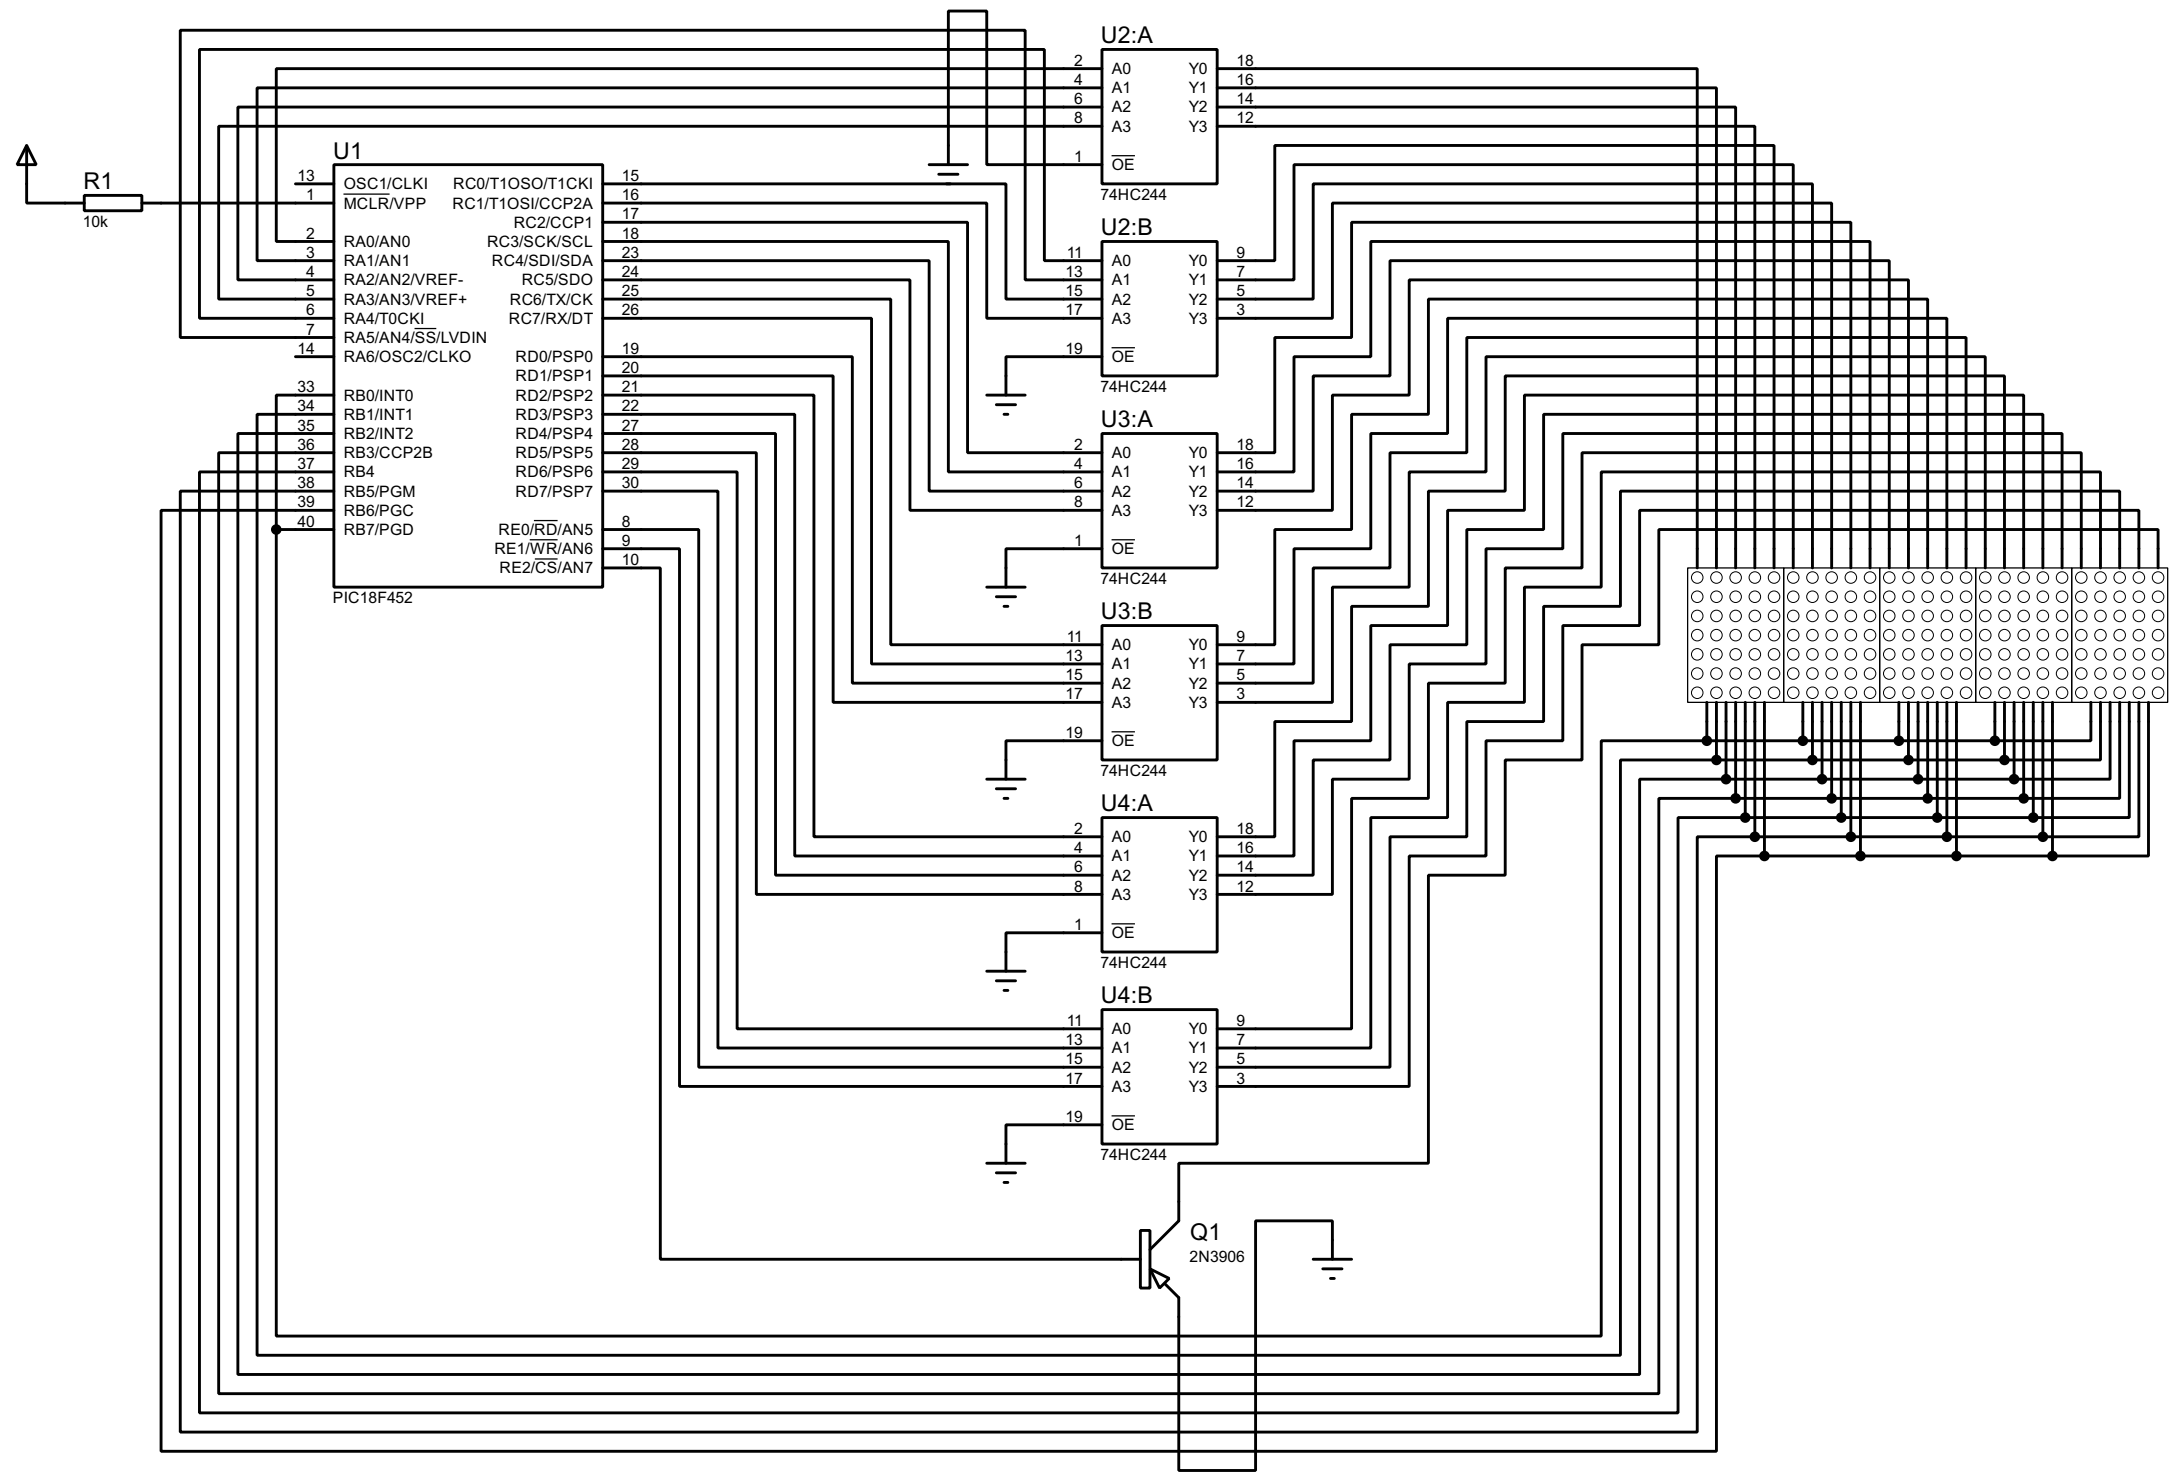 R1
10k
U1
13 OSC1/CLKI RC0/T1OSO/T1CKI 15
1 MCLR/VPP RC1/T1OSI/CCP2A 16
RC2/CCP1 17
2 RA0/AN0 RC3/SCK/SCL 18
3 RA1/AN1 RC4/SDI/SDA 23
4 RA2/AN2/VREF- RC5/SDO 24
5 RA3/AN3/VREF+ RC6/TX/CK 25
6 RA4/T0CKI RC7/RX/DT 26
7 RA5/AN4/SS/LVDIN
14 RA6/OSC2/CLKO RD0/PSP0 19
RD1/PSP1 20
33 RB0/INT0 RD2/PSP2 21
34 RB1/INT1 RD3/PSP3 22
35 RB2/INT2 RD4/PSP4 27
36 RB3/CCP2B RD5/PSP5 28
37 RB4 RD6/PSP6 29
38 RB5/PGM RD7/PSP7 30
39 RB6/PGC
40 RB7/PGD RE0/RD/AN5 8
RE1/WR/AN6 9
RE2/CS/AN7 10
PIC18F452
U2:A
2 A0 Y0 18
4 A1 Y1 16
6 A2 Y2 14
8 A3 Y3 12
1 OE
74HC244
U2:B
11 A0 Y0 9
13 A1 Y1 7
15 A2 Y2 5
17 A3 Y3 3
19 OE
74HC244
U3:A
2 A0 Y0 18
4 A1 Y1 16
6 A2 Y2 14
8 A3 Y3 12
1 OE
74HC244
U3:B
11 A0 Y0 9
13 A1 Y1 7
15 A2 Y2 5
17 A3 Y3 3
19 OE
74HC244
U4:A
2 A0 Y0 18
4 A1 Y1 16
6 A2 Y2 14
8 A3 Y3 12
1 OE
74HC244
U4:B
11 A0 Y0 9
13 A1 Y1 7
15 A2 Y2 5
17 A3 Y3 3
19 OE
74HC244
Q1
2N3906